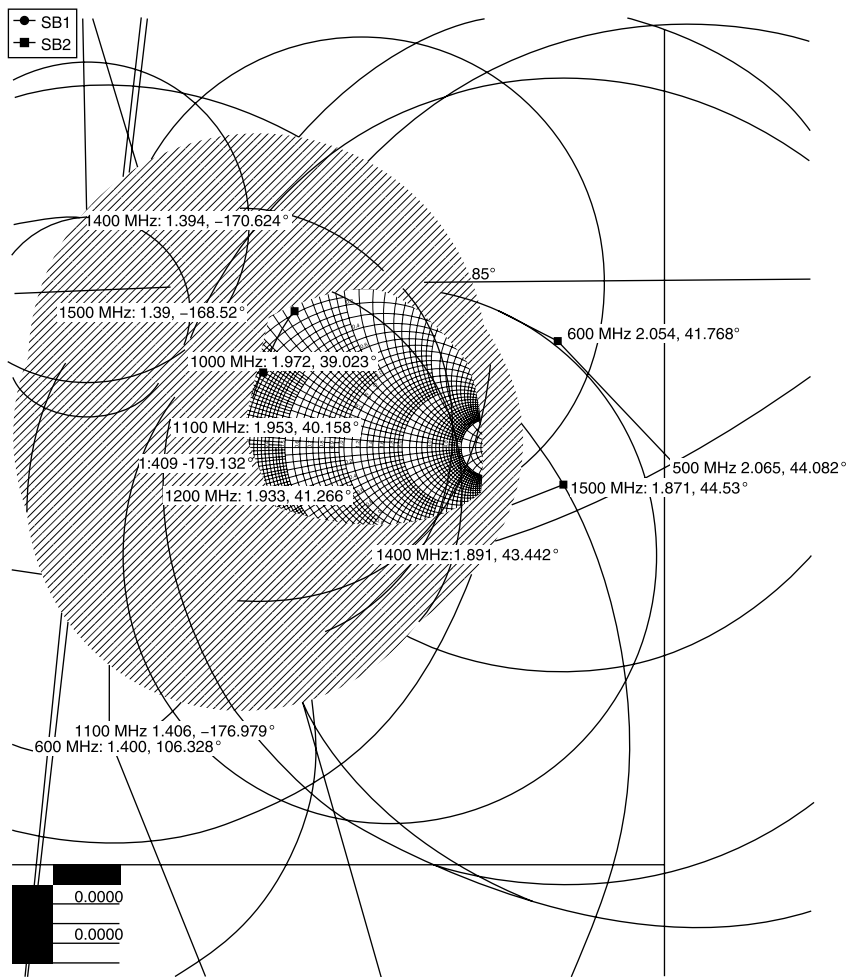 SB1
SB2
1400 MHz: 1.394, −170.624°
85°
1500 MHz: 1.39, −168.52°
600 MHz 2.054, 41.768°
1000 MHz: 1.972, 39.023°
1100 MHz: 1.953, 40.158°
1:409 -179.132°
500 MHz 2.065, 44.082°
1500 MHz: 1.871, 44.53°
1200 MHz: 1.933, 41.266°
1400 MHz:1.891, 43.442°
1100 MHz 1.406, −176.979°
600 MHz: 1.400, 106.328°
0.0000
0.0000